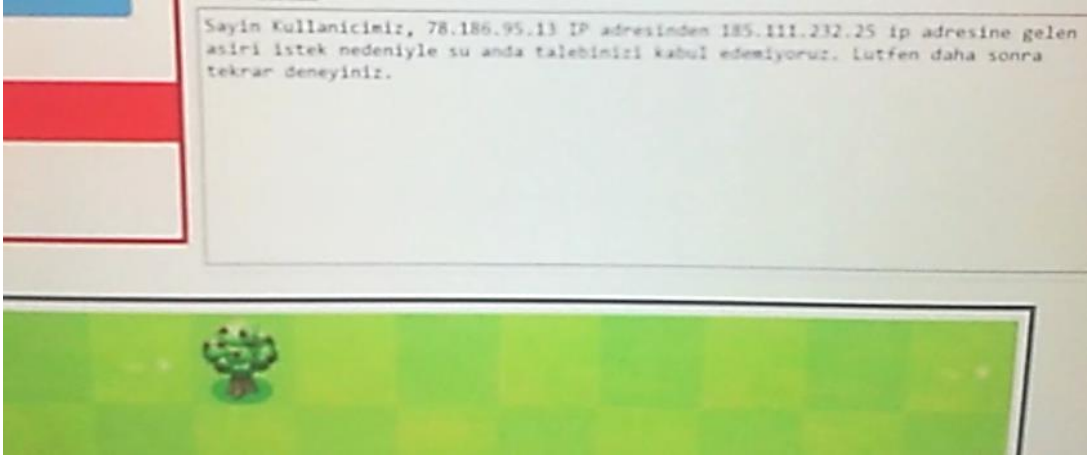 Sayin Kullanicimiz, 78.186.95.13 IP adresinden 185.111.232.25 ip adresine gelen
asiri istek nedeniyle su anda talebinizi kabul edemiyoruz. Lutfen daha sonra
tekrar deneyiniz.